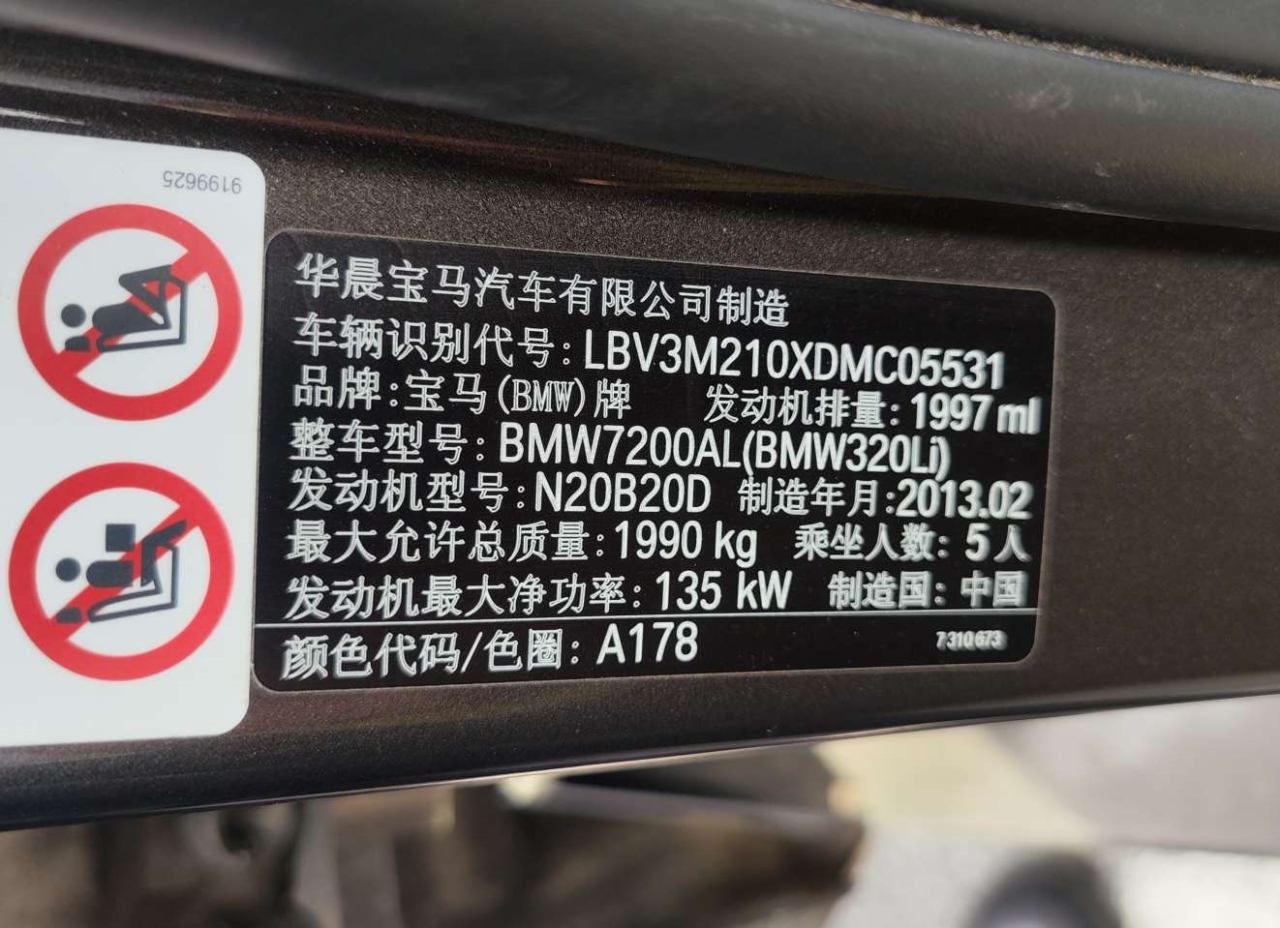 9199625
华晨宝马汽车有限公司制造
车辆识别代号: LBV3M210XDMC05531
品牌:宝马(BMW)牌 发动机排量: 1997 ml
整车型号: BMW7200AL(BMW320Li)
发动机型号: N20B20D 制造年月:2013.02
最大允许总质量: 1990 kg 乘坐人数: 5人
发动机最大净功率: 135 kW 制造国: 中国
颜色代码/色圈: A178 7310673